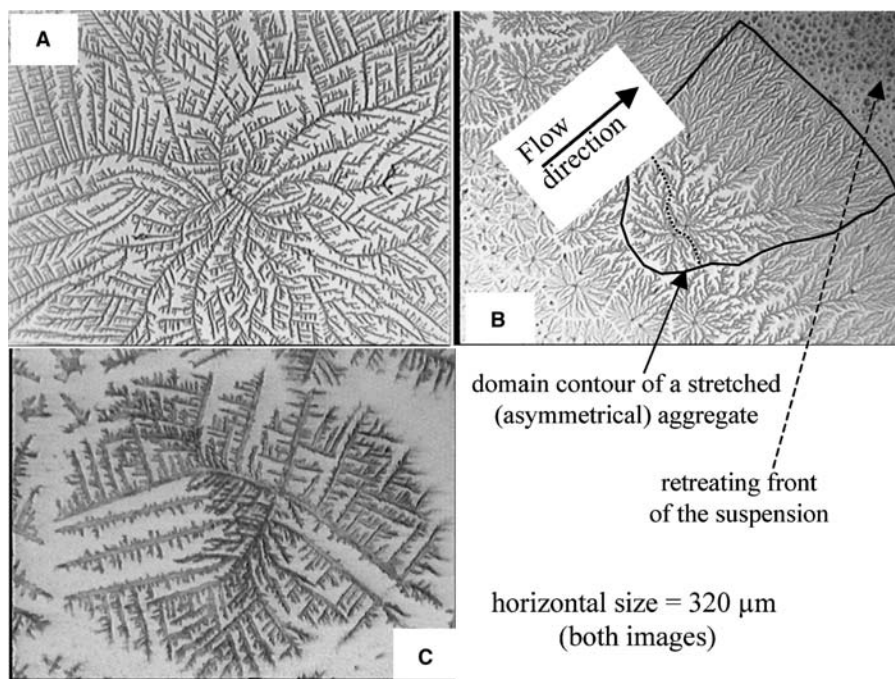 A
Flow
direction
B
domain contour of a stretched
(asymmetrical) aggregate
retreating front
of the suspension
C
horizontal size = 320 µm
(both images)